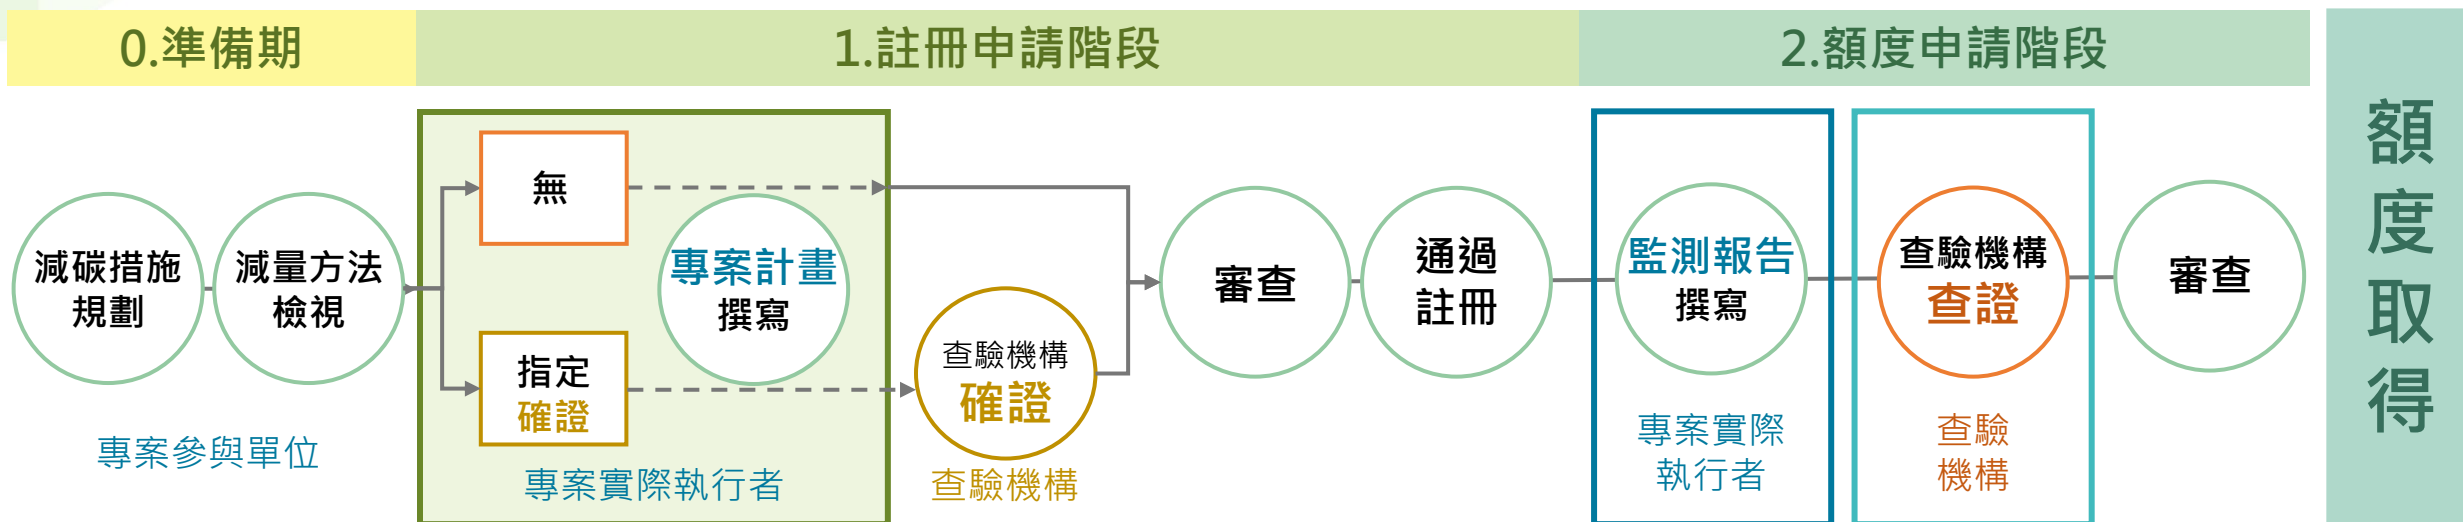 0.準備期
1.註冊申請階段
2.額度申請階段
減碳措施
規劃
減量方法
檢視
專案參與單位
無
指定
確證
專案計畫
撰寫
專案實際執行者
查驗機構
確證
查驗機構
審查
通過
註冊
監測報告
撰寫
專案實際
執行者
查驗機構
查證
查驗
機構
審查
額度取得